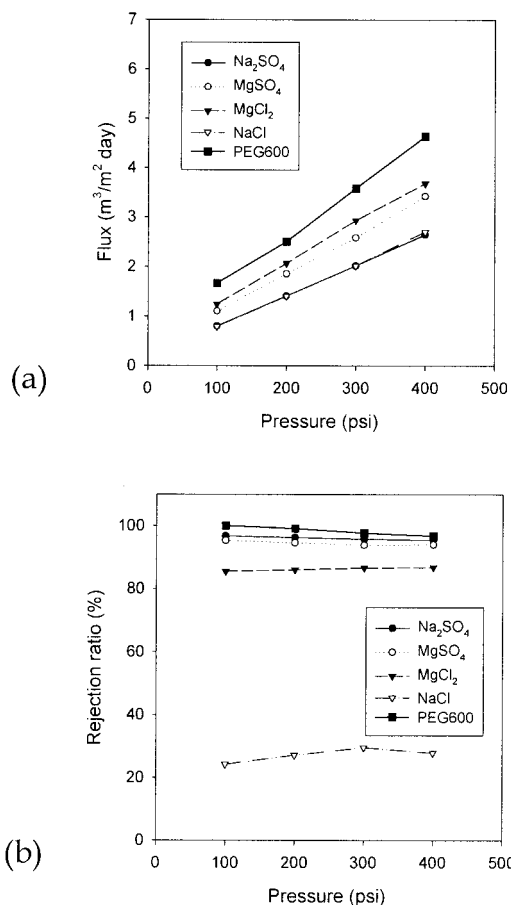 7
6
5
4
3
2
1
0
Flux (m³/m² day)
Na₂SO₄
MgSO₄
MgCl₂
NaCl
PEG600
0 100 200 300 400 500
Pressure (psi)
(a)
100
80
60
40
20
0
Rejection ratio (%)
Na₂SO₄
MgSO₄
MgCl₂
NaCl
PEG600
0 100 200 300 400 500
Pressure (psi)
(b)